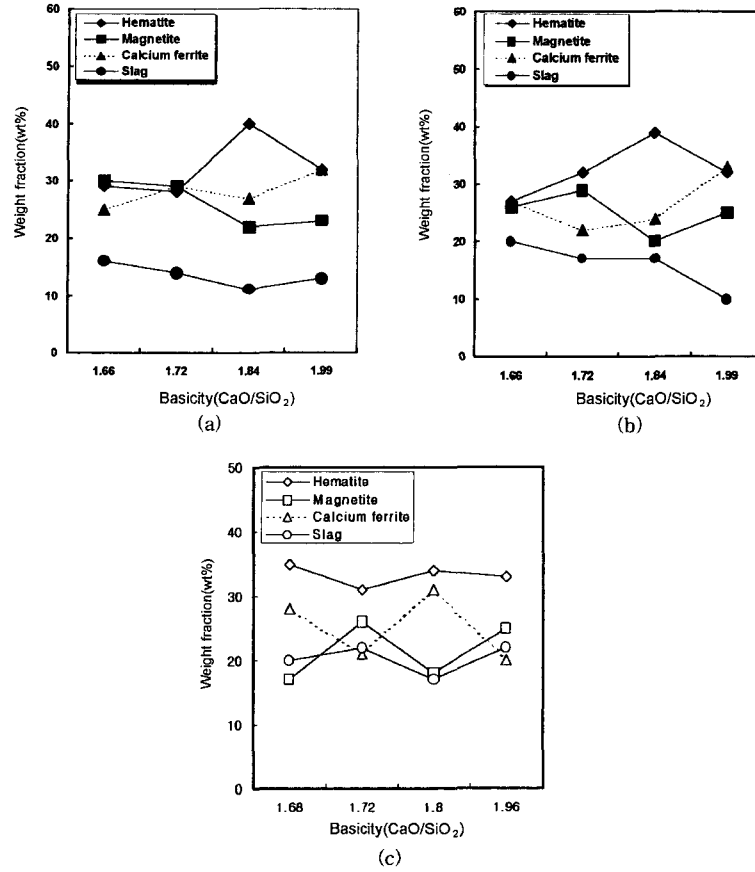 60
50
40
30
20
10
0
Weight fraction(wt%)
Hematite
Magnetite
Calcium ferrite
Slag
1.66 1.72 1.84 1.99
Basicity(CaO/SiO₂)
(a)
60
50
40
30
20
10
0
Weight fraction(wt%)
Hematite
Magnetite
Calcium ferrite
Slag
1.66 1.72 1.84 1.99
Basicity(CaO/SiO₂)
(b)
50
40
30
20
10
0
Weight fraction(wt%)
Hematite
Magnetite
Calcium ferrite
Slag
1.68 1.72 1.8 1.96
Basicity(CaO/SiO₂)
(c)